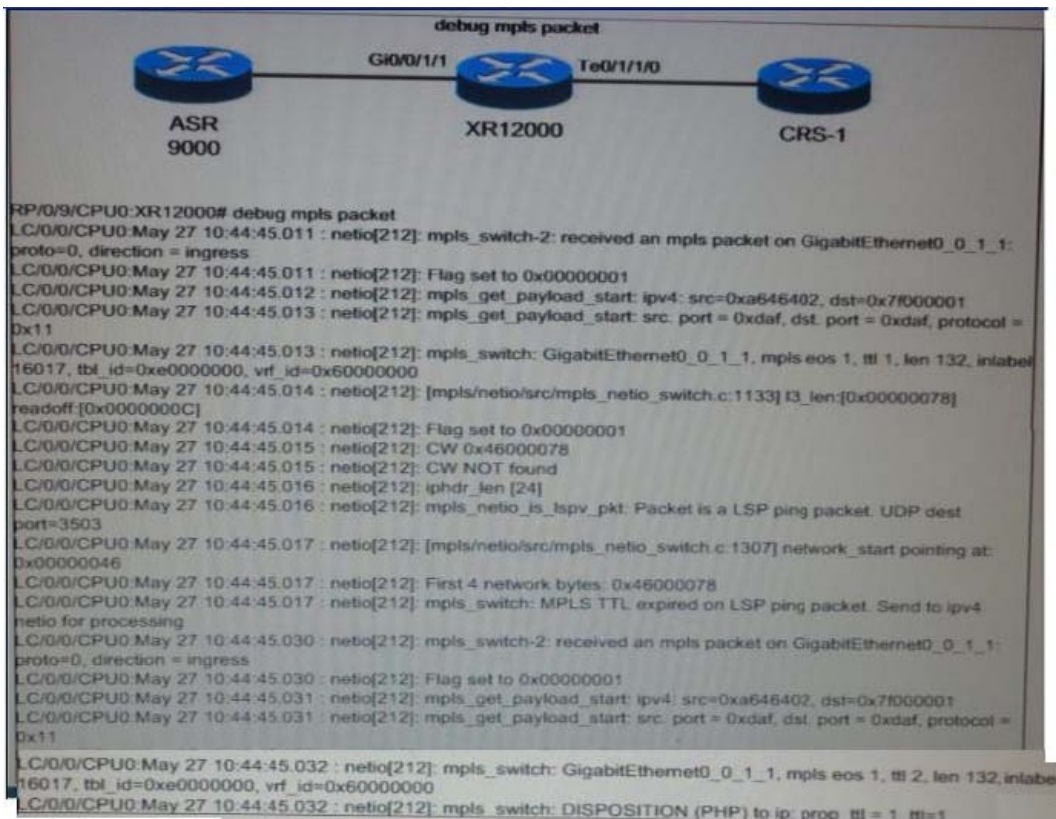 debug mpls packet
Gi0/0/1/1
Te0/1/1/0
ASR
9000
XR12000
CRS-1
RP/0/9/CPU0:XR12000# debug mpls packet
LC/0/0/CPU0:May 27 10:44:45.011 : netio[212]: mpls_switch-2: received an mpls packet on GigabitEthernet0_0_1_1:
proto=0, direction = ingress
LC/0/0/CPU0:May 27 10:44:45.011 : netio[212]: Flag set to 0x00000001
LC/0/0/CPU0:May 27 10:44:45.012 : netio[212]: mpls_get_payload_start: ipv4: src=0xa646402, dst=0x7f000001
LC/0/0/CPU0:May 27 10:44:45.013 : netio[212]: mpls_get_payload_start: src. port = 0xdaf, dst. port = 0xdaf, protocol =
0x11
LC/0/0/CPU0:May 27 10:44:45.013 : netio[212]: mpls_switch: GigabitEthernet0_0_1_1, mpls eos 1, ttl 1, len 132, inlabel
16017, tbl_id=0xe0000000, vrf_id=0x60000000
LC/0/0/CPU0:May 27 10:44:45.014 : netio[212]: [mpls/netio/src/mpls_netio_switch.c:1133] l3_len:[0x00000078]
readoff:[0x0000000C]
LC/0/0/CPU0:May 27 10:44:45.014 : netio[212]: Flag set to 0x00000001
LC/0/0/CPU0:May 27 10:44:45.015 : netio[212]: CW 0x46000078
LC/0/0/CPU0:May 27 10:44:45.015 : netio[212]: CW NOT found
LC/0/0/CPU0:May 27 10:44:45.016 : netio[212]: iphdr_len [24]
LC/0/0/CPU0:May 27 10:44:45.016 : netio[212]: mpls_netio_is_lspv_pkt: Packet is a LSP ping packet. UDP dest
port=3503
LC/0/0/CPU0:May 27 10:44:45.017 : netio[212]: [mpls/netio/src/mpls_netio_switch.c:1307] network_start pointing at:
0x00000046
LC/0/0/CPU0:May 27 10:44:45.017 : netio[212]: First 4 network bytes: 0x46000078
LC/0/0/CPU0:May 27 10:44:45.017 : netio[212]: mpls_switch: MPLS TTL expired on LSP ping packet. Send to ipv4
netio for processing
LC/0/0/CPU0:May 27 10:44:45.030 : netio[212]: mpls_switch-2: received an mpls packet on GigabitEthernet0_0_1_1:
proto=0, direction = ingress
LC/0/0/CPU0:May 27 10:44:45.030 : netio[212]: Flag set to 0x00000001
LC/0/0/CPU0:May 27 10:44:45.031 : netio[212]: mpls_get_payload_start: ipv4: src=0xa646402, dst=0x7f000001
LC/0/0/CPU0:May 27 10:44:45.031 : netio[212]: mpls_get_payload_start: src. port = 0xdaf, dst. port = 0xdaf, protocol =
0x11
LC/0/0/CPU0:May 27 10:44:45.032 : netio[212]: mpls_switch: GigabitEthernet0_0_1_1, mpls eos 1, ttl 2, len 132, inlabel
16017, tbl_id=0xe0000000, vrf_id=0x60000000
LC/0/0/CPU0:May 27 10:44:45.032 : netio[212]: mpls_switch: DISPOSITION (PHP) to ip: prop_ttl = 1, ttl=1